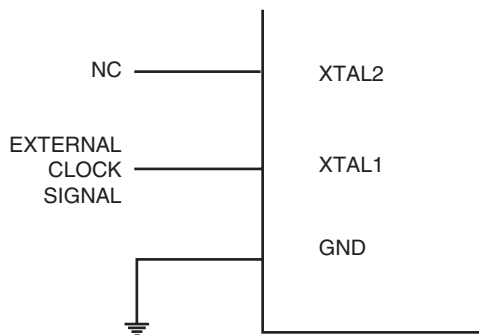 NC
XTAL2
EXTERNAL
CLOCK
SIGNAL
XTAL1
GND